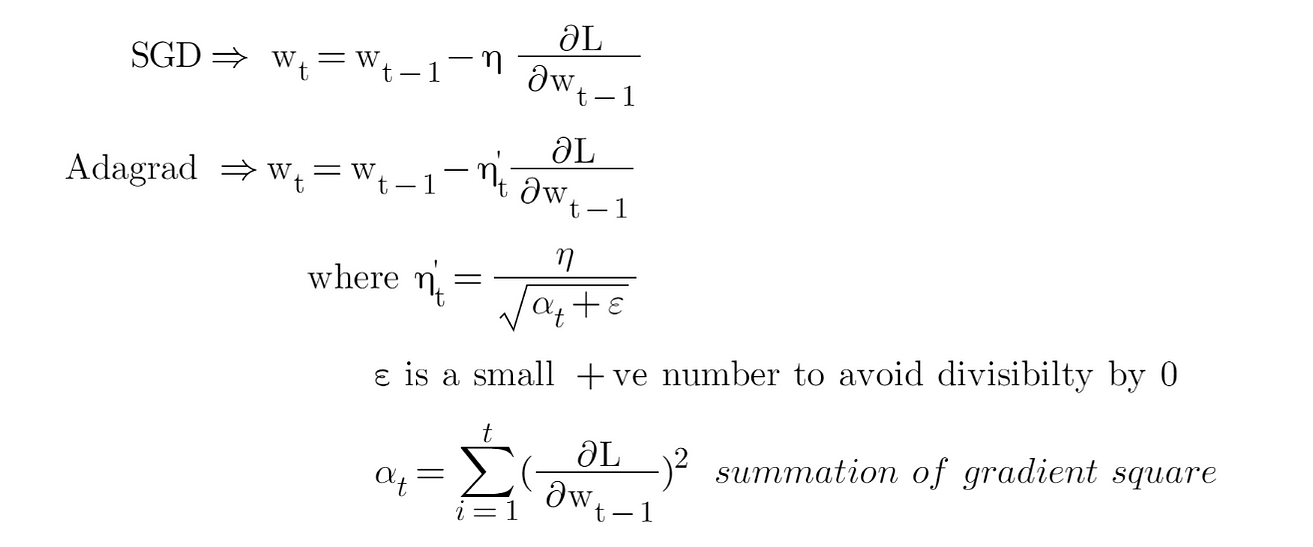 SGD ⇒ w_t = w_{t−1} − η ∂L/∂w_{t−1}
Adagrad ⇒ w_t = w_{t−1} − η'_t ∂L/∂w_{t−1}
where η'_t = η/√(α_t + ε)
ε is a small +ve number to avoid divisibilty by 0
α_t = ∑_{i=1}^{t} (∂L/∂w_{t−1})² summation of gradient square